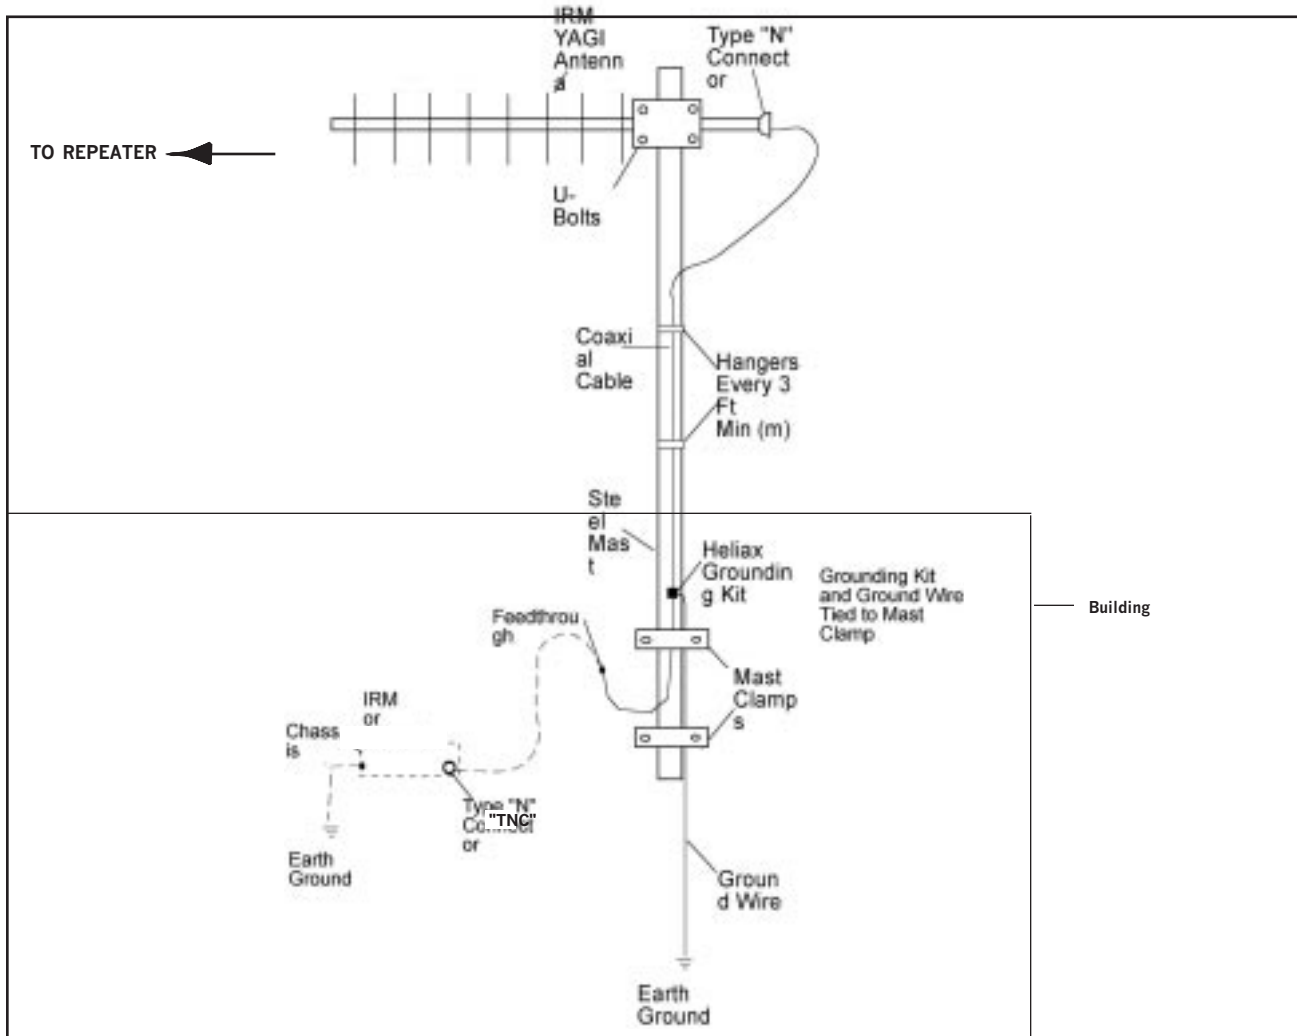 IRM
YAGI
Antenn
a
Type "N"
Connect
or
TO REPEATER
U-
Bolts
Coaxi
al
Cable
Hangers
Every 3
Ft
Min (m)
Ste
el
Mas
t
Heliax
Groundin
g Kit
Grounding Kit
and Ground Wire
Tied to Mast
Clamp
Building
Feedthrou
gh
Mast
Clamp
s
IRM
or
Chass
is
Type "N"
Connect
or
"TNC"
Earth
Ground
Groun
d Wire
Earth
Ground